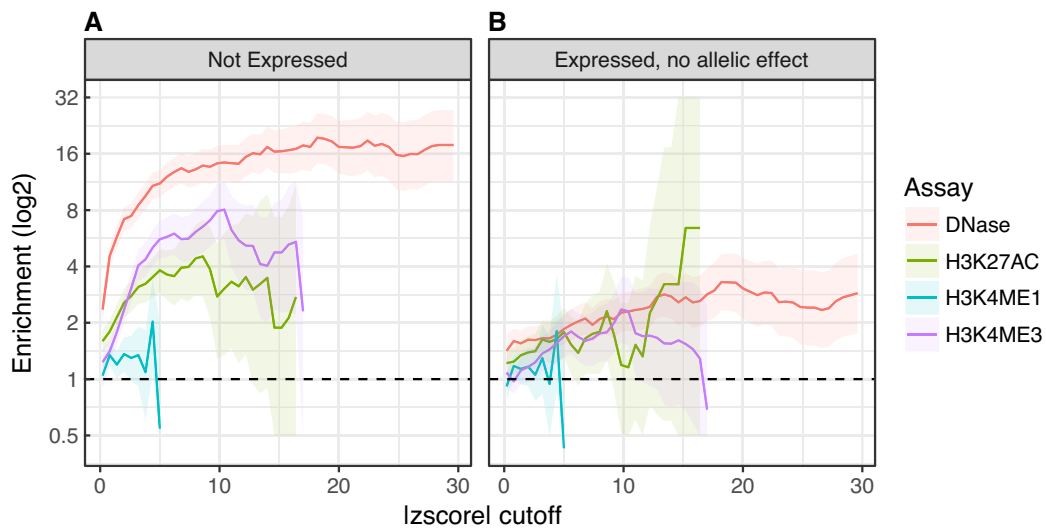 A
B
Not Expressed
Expressed, no allelic effect
Enrichment (log2)
32
16
8
4
2
1
0.5
0
10
20
30
0
10
20
30
|zscore| cutoff
Assay
DNase
H3K27AC
H3K4ME1
H3K4ME3